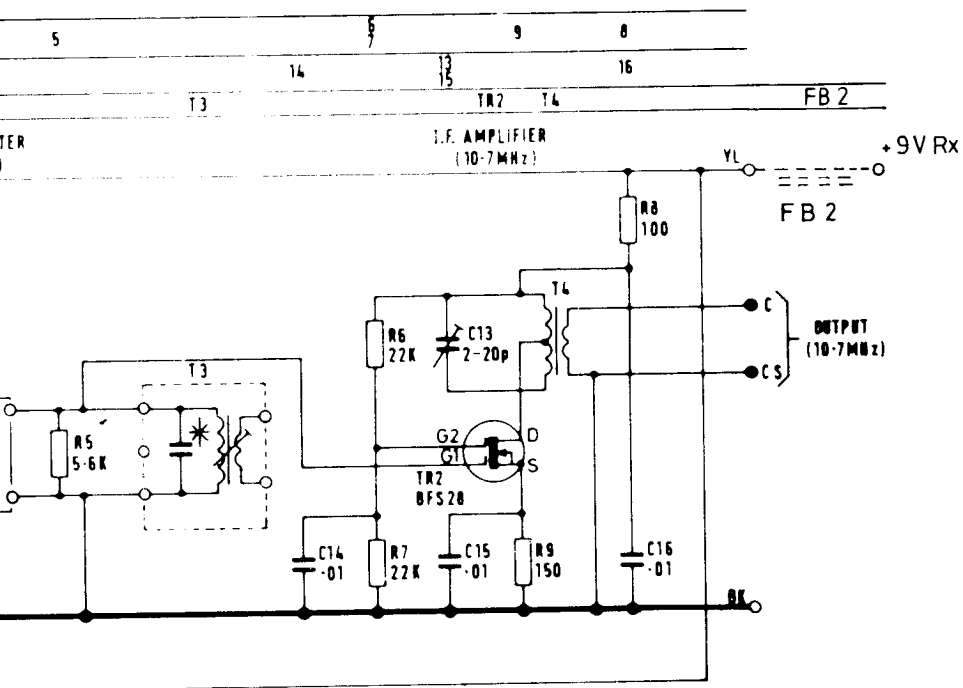 5 6 9 8
7
14 13 16
15
T3 TR2 T4 FB 2
TER I.F. AMPLIFIER
) (10·7MHz)
YL
+9V Rx
FB 2
R8
100
T4
C
R6
22K
C13
2-20p
OUTPUT
(10·7MHz)
CS
T3
R5
5·6K
G2
G1
D
S
TR2
BFS28
C14
·01
R7
22K
C15
·01
R9
150
C16
·01
BK